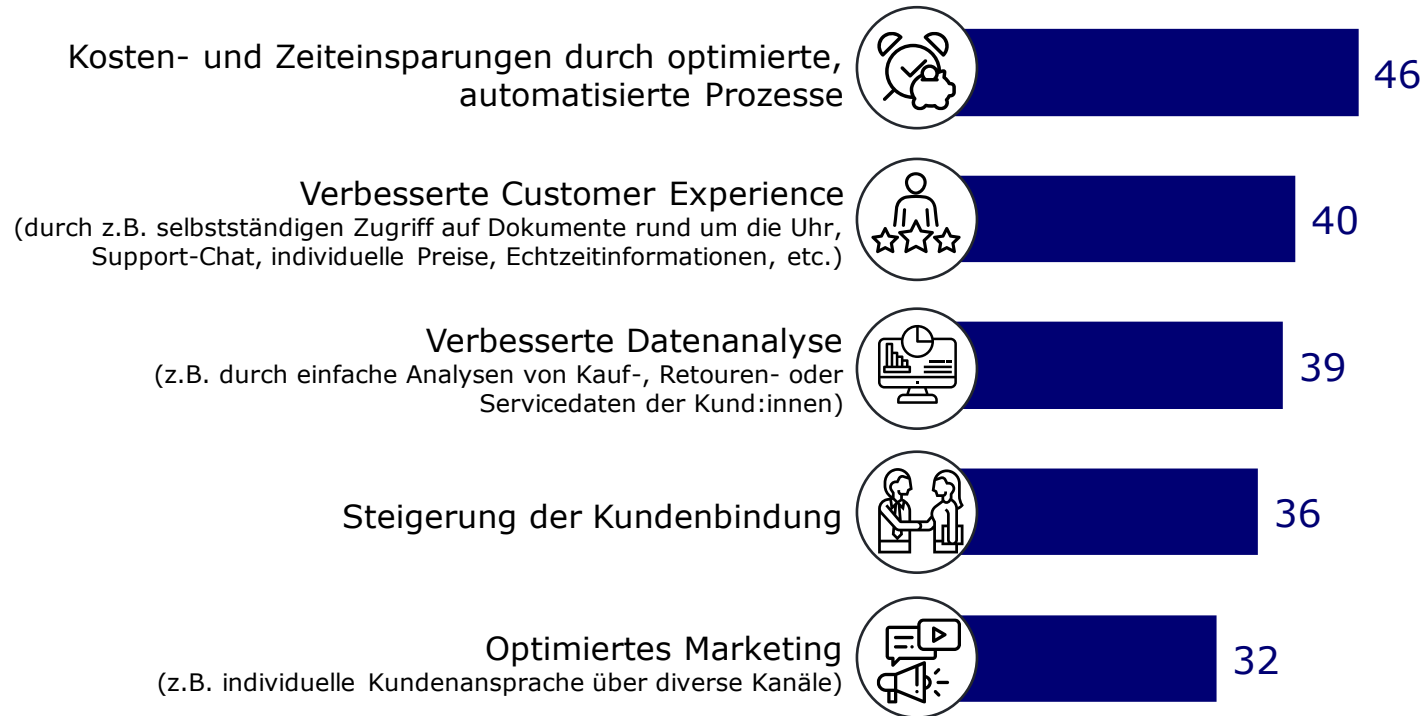 Kosten- und Zeiteinsparungen durch optimierte,
automatisierte Prozesse
46
Verbesserte Customer Experience
(durch z.B. selbstständigen Zugriff auf Dokumente rund um die Uhr,
Support-Chat, individuelle Preise, Echtzeitinformationen, etc.)
40
Verbesserte Datenanalyse
(z.B. durch einfache Analysen von Kauf-, Retouren- oder
Servicedaten der Kund:innen)
39
Steigerung der Kundenbindung
36
Optimiertes Marketing
(z.B. individuelle Kundenansprache über diverse Kanäle)
32